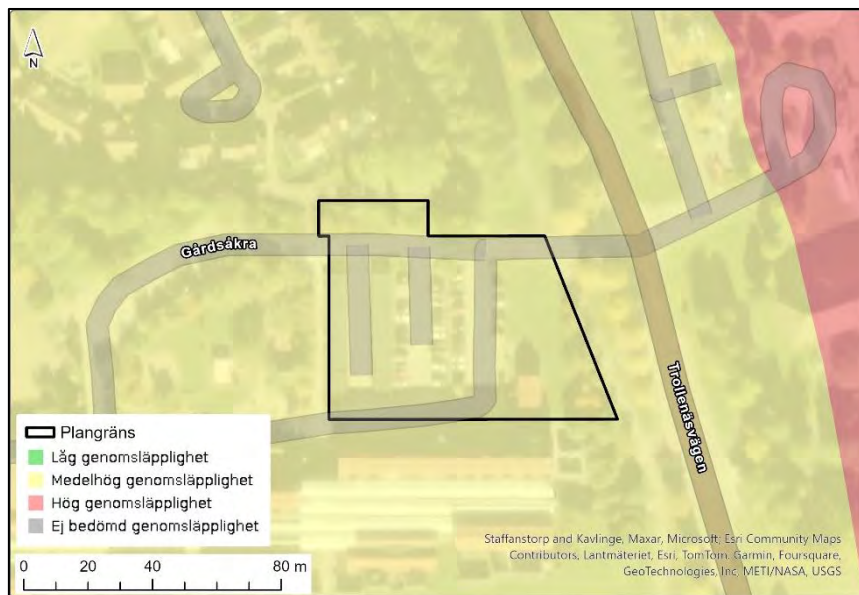 N
Gårdsåkra
Trollenäsvägen
Plangräns
Låg genomsläpplighet
Medelhög genomsläpplighet
Hög genomsläpplighet
Ej bedömd genomsläpplighet
0 20 40 80 m
Staffanstorp and Kavlinge, Maxar, Microsoft, Esri Community Maps
Contributors, Lantmäteriet, Esri, TomTom, Garmin, Foursquare,
GeoTechnologies, Inc, METI/NASA, USGS